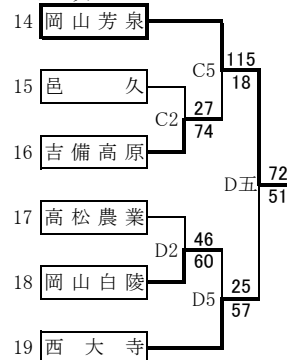 14 岡山芳泉
C5 115
18
15 邑 久
C2 27
74
16 吉備高原
D五 72
51
17 高松農業
D2 46
60
18 岡山白陵
D5 25
57
19 西大寺